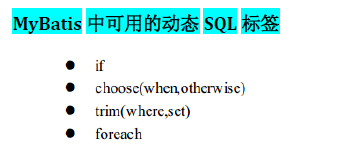 MyBatis 中可用的动态 SQL 标签
● if
● choose(when,otherwise)
● trim(where,set)
● foreach